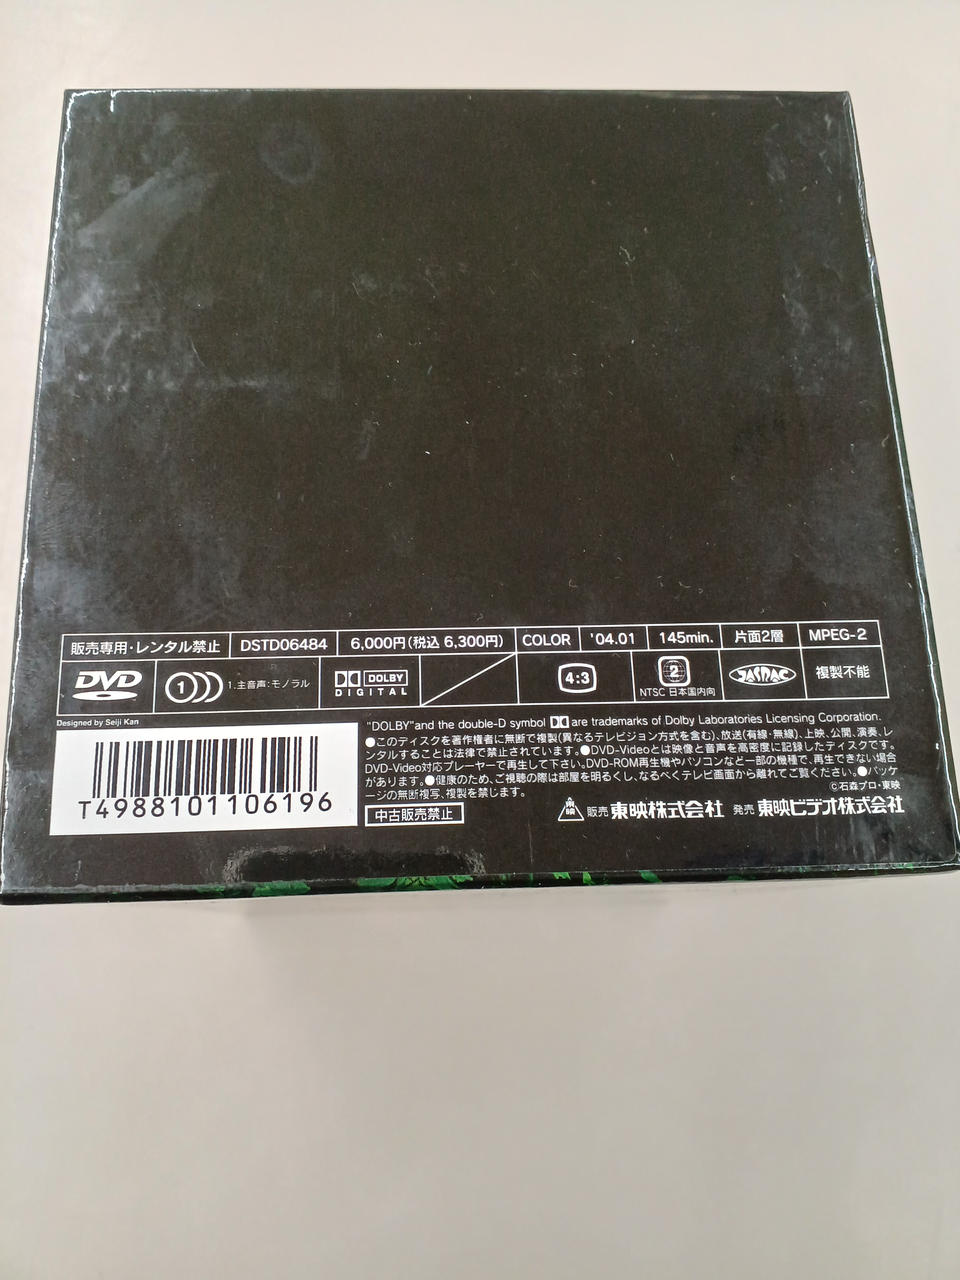 販売専用・レンタル禁止 DSTD06484 6,000円(税込 6,300円) COLOR '04.01 145min. 片面2層 MPEG-2
DVD VIDEO 1 1.主音声:モノラル DOLBY DIGITAL 4:3 2 NTSC 日本国内向 JASRAC 複製不能
Designed by Seiji Kan
T4988101106196
"DOLBY"and the double-D symbol are trademarks of Dolby Laboratories Licensing Corporation.
●このディスクを著作権者に無断で複製(異なるテレビジョン方式を含む)、放送(有線・無線)、上映、公開、演奏、レ
ンタルすることは法律で禁止されています。●DVD-Videoとは映像と音声を高密度に記録したディスクです。
DVD-Video対応プレーヤーで再生して下さい。DVD-ROM再生機やパソコンなど一部の機種で、再生できない場合
があります。●健康のため、ご視聴の際は部屋を明るくし、なるべくテレビ画面から離れてご覧ください。●パッケ
ージの無断複写、複製を禁じます。
©石森プロ・東映
中古販売禁止
東映 販売 東映株式会社 発売 東映ビデオ株式会社